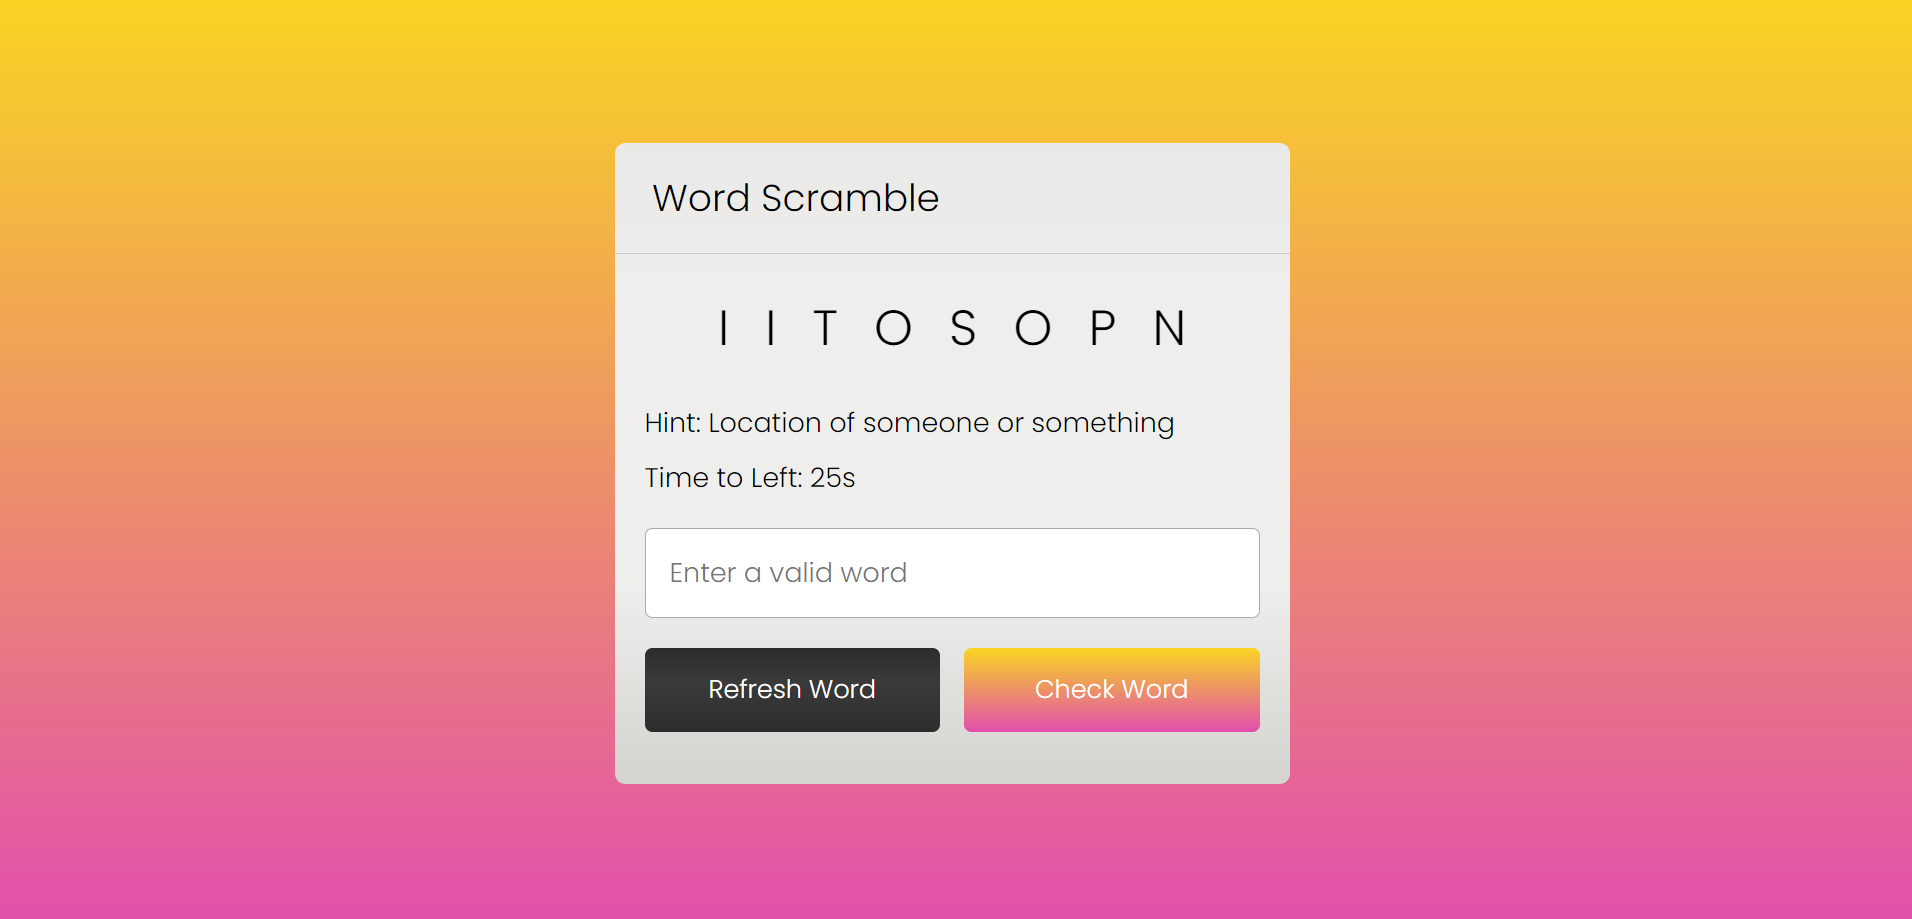 Word Scramble
I I T O S O P N
Hint: Location of someone or something
Time to Left: 25s
Enter a valid word
Refresh Word
Check Word